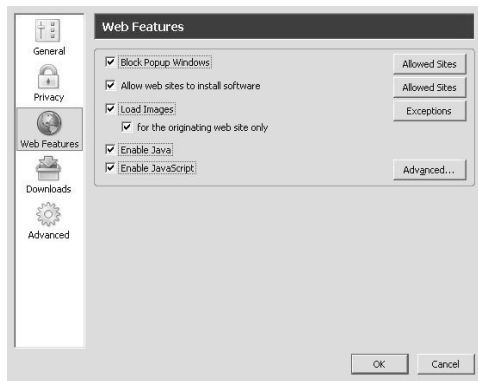 General
Privacy
Web Features
Downloads
Advanced
Web Features
Block Popup Windows
Allowed Sites
Allow web sites to install software
Allowed Sites
Load Images
Exceptions
for the originating web site only
Enable Java
Enable JavaScript
Advanced...
OK
Cancel